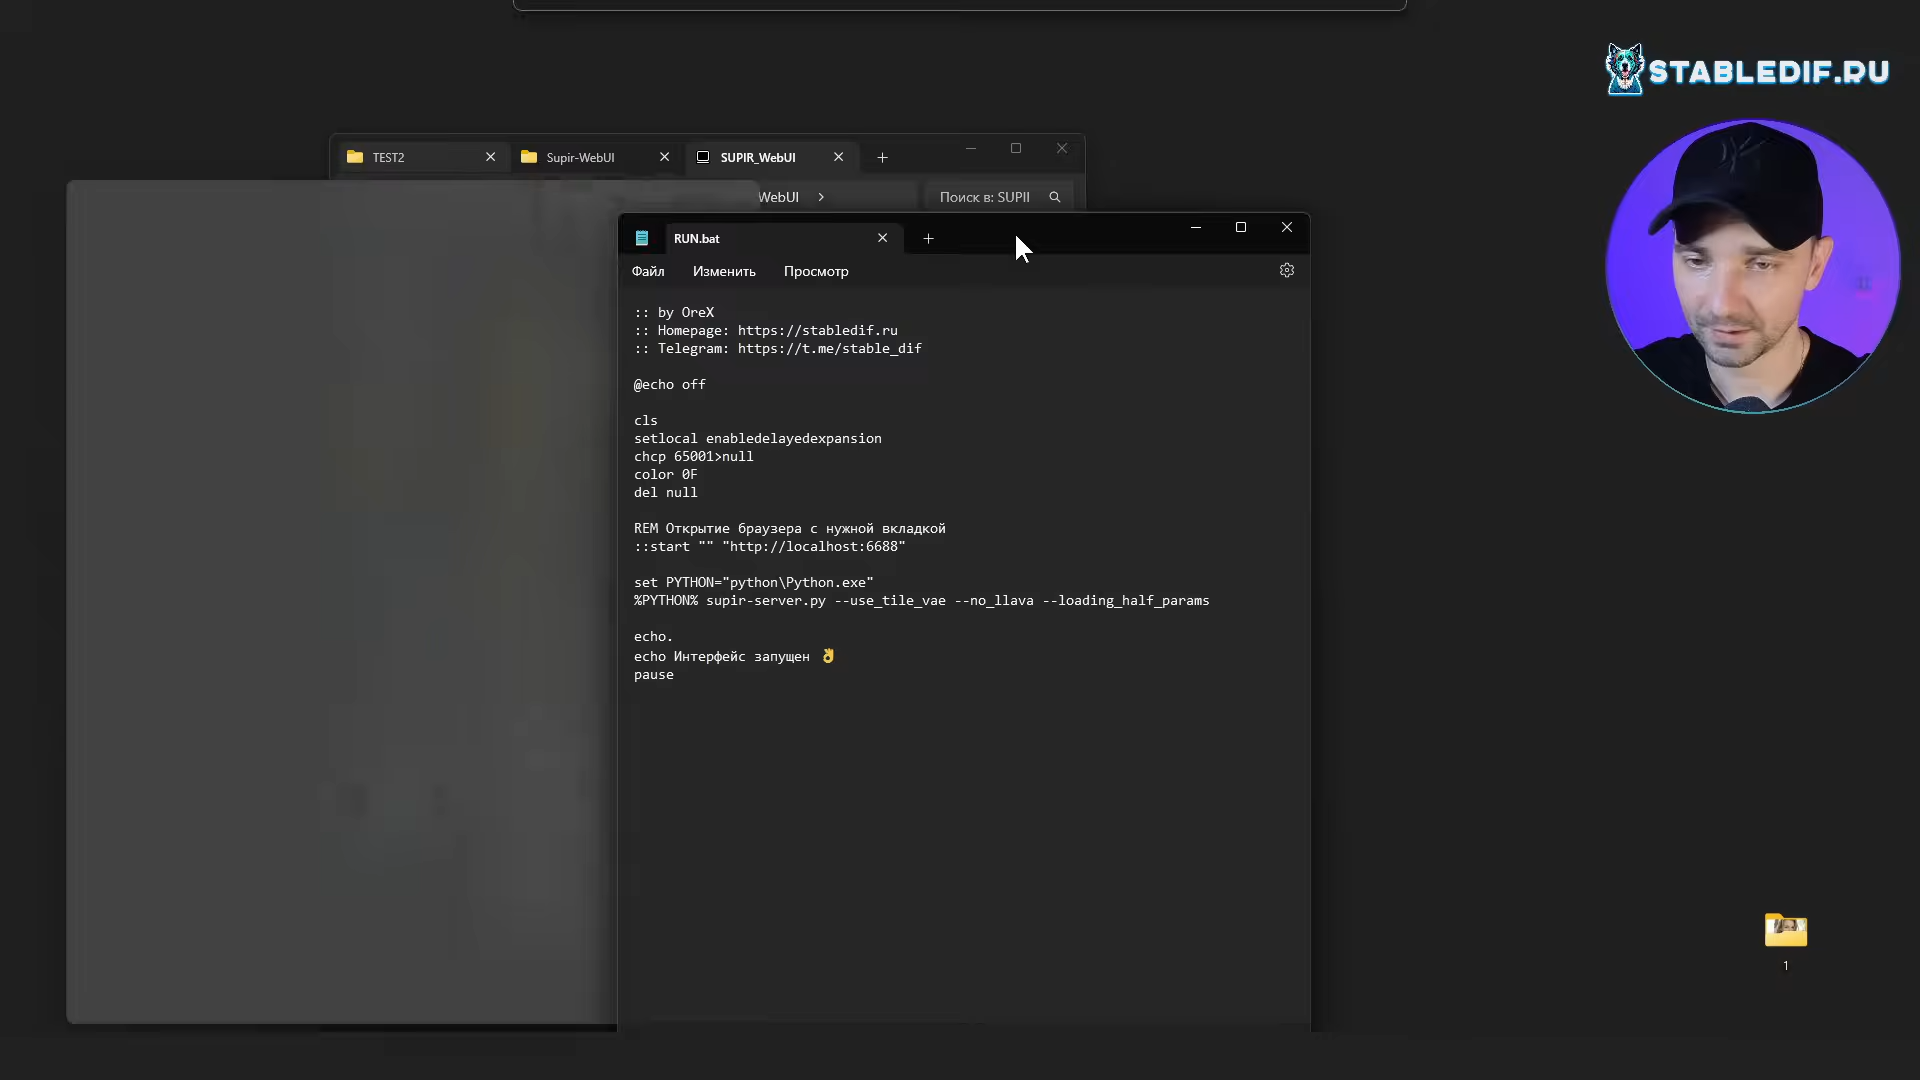 STABLEDIF.RU
TEST2
Supir-WebUI
SUPIR_WebUI
WebUI
Поиск в: SUPI
RUN.bat
Файл
Изменить
Просмотр
:: by OreX
:: Homepage: https://stabledif.ru
:: Telegram: https://t.me/stable_dif
@echo off
cls
setlocal enabledelayedexpansion
chcp 65001>null
color 0F
del null
REM Открытие браузера с нужной вкладкой
::start "" "http://localhost:6688"
set PYTHON="python\Python.exe"
%PYTHON% supir-server.py --use_tile_vae --no_llava --loading_half_params
echo.
echo Интерфейс запущен 👌
pause
1